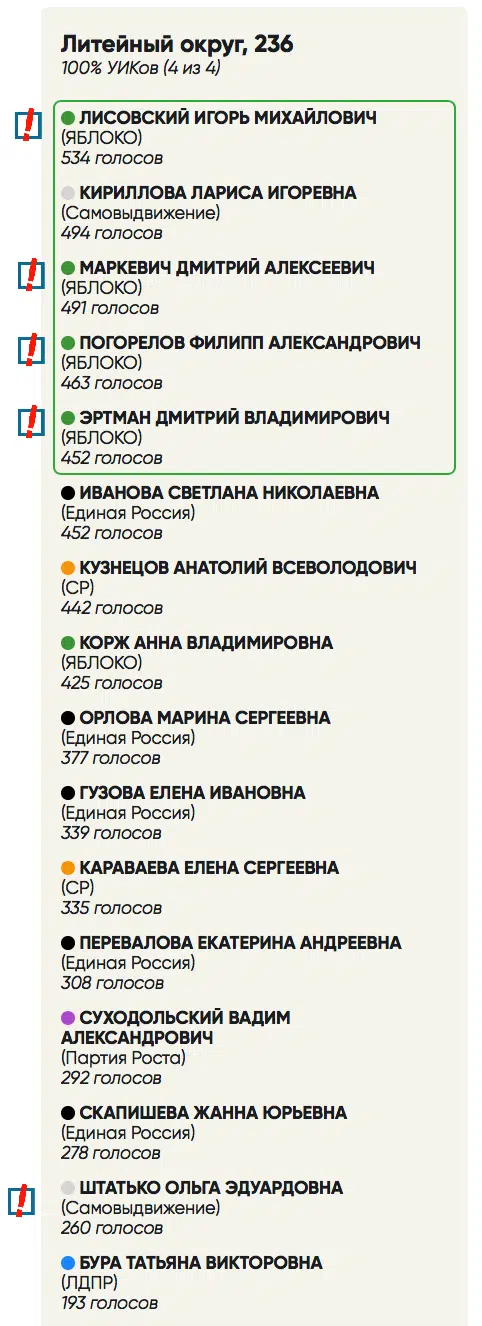 Литейный округ, 236
100% УИКов (4 из 4)
ЛИСОВСКИЙ ИГОРЬ МИХАЙЛОВИЧ
(ЯБЛОКО)
534 голосов
КИРИЛЛОВА ЛАРИСА ИГОРЕВНА
(Самовыдвижение)
494 голосов
МАРКЕВИЧ ДМИТРИЙ АЛЕКСЕЕВИЧ
(ЯБЛОКО)
491 голосов
ПОГОРЕЛОВ ФИЛИПП АЛЕКСАНДРОВИЧ
(ЯБЛОКО)
463 голосов
ЭРТМАН ДМИТРИЙ ВЛАДИМИРОВИЧ
(ЯБЛОКО)
452 голосов
ИВАНОВА СВЕТЛАНА НИКОЛАЕВНА
(Единая Россия)
452 голосов
КУЗНЕЦОВ АНАТОЛИЙ ВСЕВОЛОДОВИЧ
(СР)
442 голосов
КОРЖ АННА ВЛАДИМИРОВНА
(ЯБЛОКО)
425 голосов
ОРЛОВА МАРИНА СЕРГЕЕВНА
(Единая Россия)
377 голосов
ГУЗОВА ЕЛЕНА ИВАНОВНА
(Единая Россия)
339 голосов
КАРАВАЕВА ЕЛЕНА СЕРГЕЕВНА
(СР)
335 голосов
ПЕРЕВАЛОВА ЕКАТЕРИНА АНДРЕЕВНА
(Единая Россия)
308 голосов
СУХОДОЛЬСКИЙ ВАДИМ
АЛЕКСАНДРОВИЧ
(Партия Роста)
292 голосов
СКАПИШЕВА ЖАННА ЮРЬЕВНА
(Единая Россия)
278 голосов
ШТАТЬКО ОЛЬГА ЭДУАРДОВНА
(Самовыдвижение)
260 голосов
БУРА ТАТЬЯНА ВИКТОРОВНА
(ЛДПР)
193 голосов